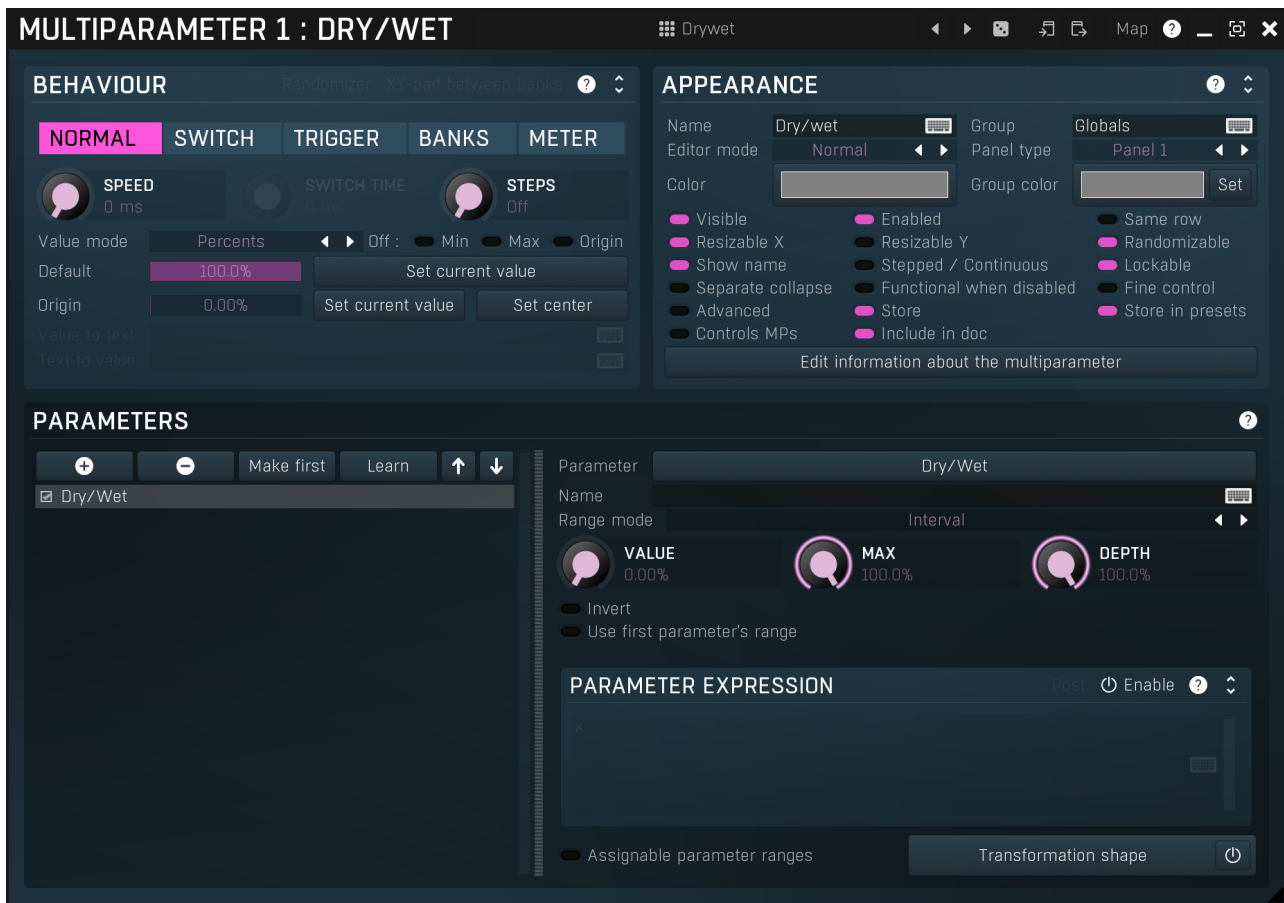 MULTIPARAMETER 1 : DRY/WET Drywet Map ?
BEHAVIOUR Randomizer XY-pad between banks ?
NORMAL SWITCH TRIGGER BANKS METER
SPEED
0 ms
SWITCH TIME
STEPS
Off
Value mode Percents Off : Min Max Origin
Default 100.0% Set current value
Origin 0.00% Set current value Set center
Value to text
Text to value
APPEARANCE ?
Name Dry/wet Group Globals
Editor mode Normal Panel type Panel 1
Color Group color Set
Visible Enabled Same row
Resizable X Resizable Y Randomizable
Show name Stepped / Continuous Lockable
Separate collapse Functional when disabled Fine control
Advanced Store Store in presets
Controls MPs Include in doc
Edit information about the multiparameter
PARAMETERS ?
Make first Learn
Dry/Wet
Parameter Dry/Wet
Name
Range mode Interval
VALUE
0.00%
MAX
100.0%
DEPTH
100.0%
Invert
Use first parameter's range
PARAMETER EXPRESSION Post Enable ?
x
Assignable parameter ranges Transformation shape